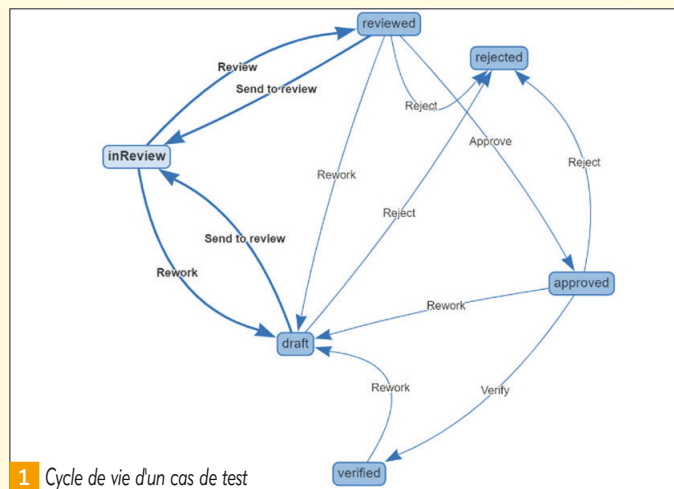 reviewed
rejected
Review
Send to review
Reject
Approve
inReview
Reject
Rework
Reject
Send to review
Rework
approved
Rework
draft
Rework
Verify
verified
1 Cycle de vie d'un cas de test